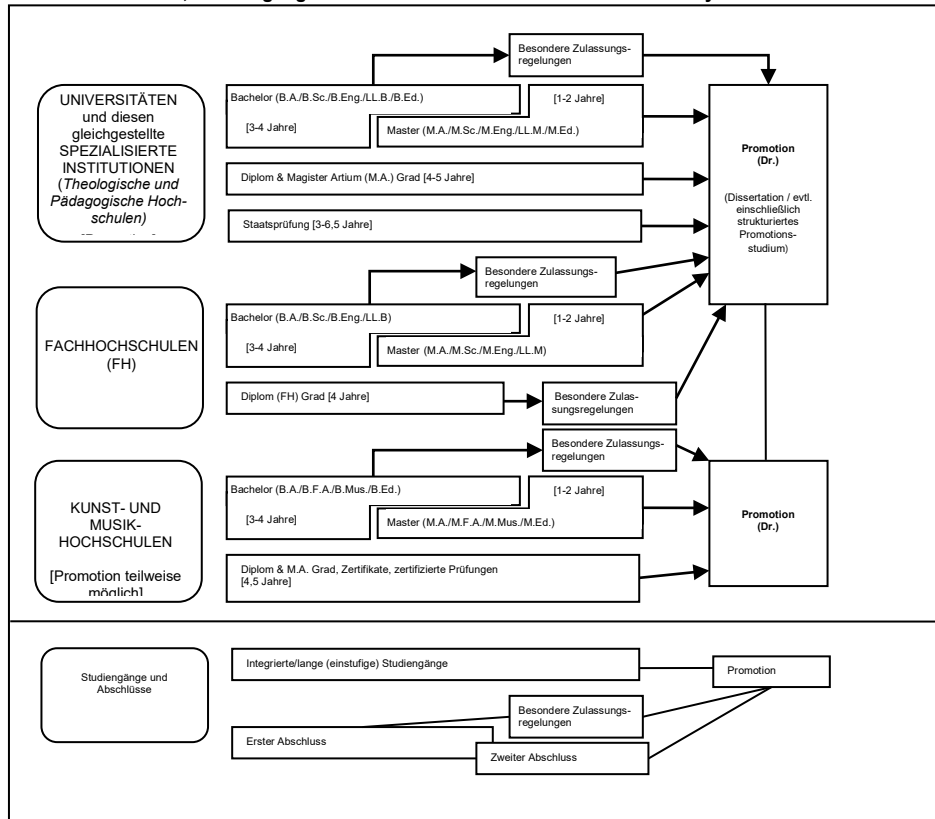 Besondere Zulassungs-
regelungen
UNIVERSITÄTEN
und diesen
gleichgestellte
SPEZIALISIERTE
INSTITUTIONEN
(Theologische und
Pädagogische Hoch-
schulen)
Bachelor (B.A./B.Sc./B.Eng./LL.B./B.Ed.)
[3-4 Jahre]
[1-2 Jahre]
Master (M.A./M.Sc./M.Eng./LL.M./M.Ed.)
Diplom & Magister Artium (M.A.) Grad [4-5 Jahre]
Staatsprüfung [3-6,5 Jahre]
Promotion
(Dr.)
(Dissertation / evtl.
einschließlich
strukturiertes
Promotions-
studium)
Besondere Zulassungs-
regelungen
FACHHOCHSCHULEN
(FH)
Bachelor (B.A./B.Sc./B.Eng./LL.B)
[3-4 Jahre]
[1-2 Jahre]
Master (M.A./M.Sc./M.Eng./LL.M)
Diplom (FH) Grad [4 Jahre]
Besondere Zulas-
sungsregelungen
Besondere Zulassungs-
regelungen
KUNST- UND
MUSIK-
HOCHSCHULEN
[Promotion teilweise
möglich]
Bachelor (B.A./B.F.A./B.Mus./B.Ed.)
[3-4 Jahre]
[1-2 Jahre]
Master (M.A./M.F.A./M.Mus./M.Ed.)
Diplom & M.A. Grad, Zertifikate, zertifizierte Prüfungen
[4,5 Jahre]
Promotion
(Dr.)
Studiengänge und
Abschlüsse
Integrierte/lange (einstufige) Studiengänge
Promotion
Besondere Zulassungs-
regelungen
Erster Abschluss
Zweiter Abschluss